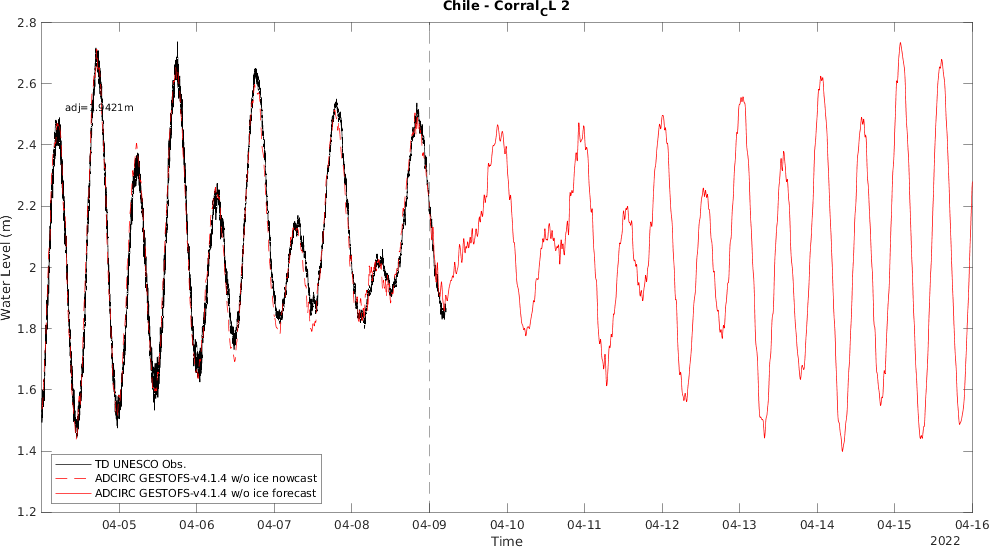 Chile - Corral_CL 2
2.8
2.6
adj=1.9421m
2.4
2.2
2
1.8
1.6
1.4
1.2
Water Level (m)
TD UNESCO Obs.
ADCIRC GESTOFS-v4.1.4 w/o ice nowcast
ADCIRC GESTOFS-v4.1.4 w/o ice forecast
04-05 04-06 04-07 04-08 04-09 04-10 04-11 04-12 04-13 04-14 04-15 04-16
Time
2022